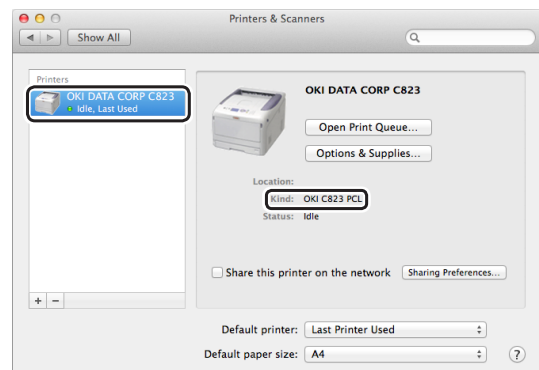 Printers & Scanners
Show All
Printers
OKI DATA CORP C823
Idle, Last Used
OKI DATA CORP C823
Open Print Queue...
Options & Supplies...
Location:
Kind: OKI C823 PCL
Status: Idle
Share this printer on the network Sharing Preferences...
+ −
Default printer: Last Printer Used
Default paper size: A4 ?